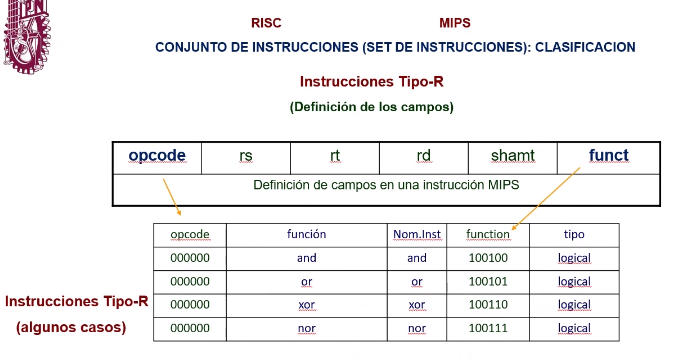 RISC MIPS
CONJUNTO DE INSTRUCCIONES (SET DE INSTRUCCIONES): CLASIFICACION
Instrucciones Tipo-R
(Definición de los campos)
opcode rs rt rd shamt funct
Definición de campos en una instrucción MIPS
opcode función Nom.Inst function tipo
000000 and and 100100 logical
000000 or or 100101 logical
000000 xor xor 100110 logical
000000 nor nor 100111 logical
Instrucciones Tipo-R
(algunos casos)